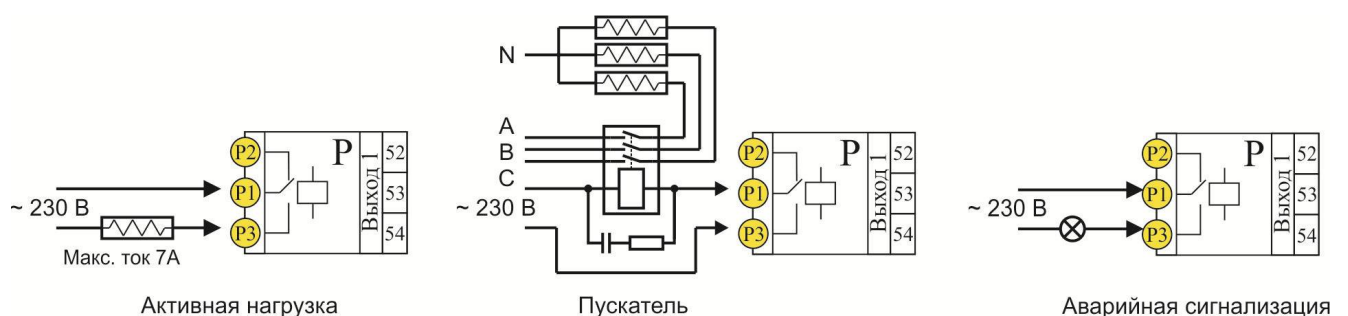 ~ 230 В
Макс. ток 7А
P2
P1
P3
P
Выход 1
52
53
54
Активная нагрузка
N
A
B
C
~ 230 В
P2
P1
P3
P
Выход 1
52
53
54
Пускатель
~ 230 В
P2
P1
P3
P
Выход 1
52
53
54
Аварийная сигнализация